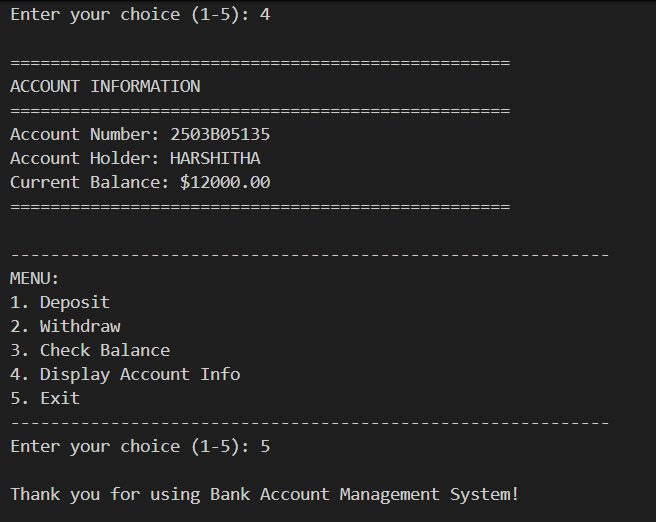 Enter your choice (1-5): 4
==================================================
ACCOUNT INFORMATION
==================================================
Account Number: 2503B05135
Account Holder: HARSHITHA
Current Balance: $12000.00
==================================================
------------------------------------------------------------
MENU:
1. Deposit
2. Withdraw
3. Check Balance
4. Display Account Info
5. Exit
------------------------------------------------------------
Enter your choice (1-5): 5
Thank you for using Bank Account Management System!